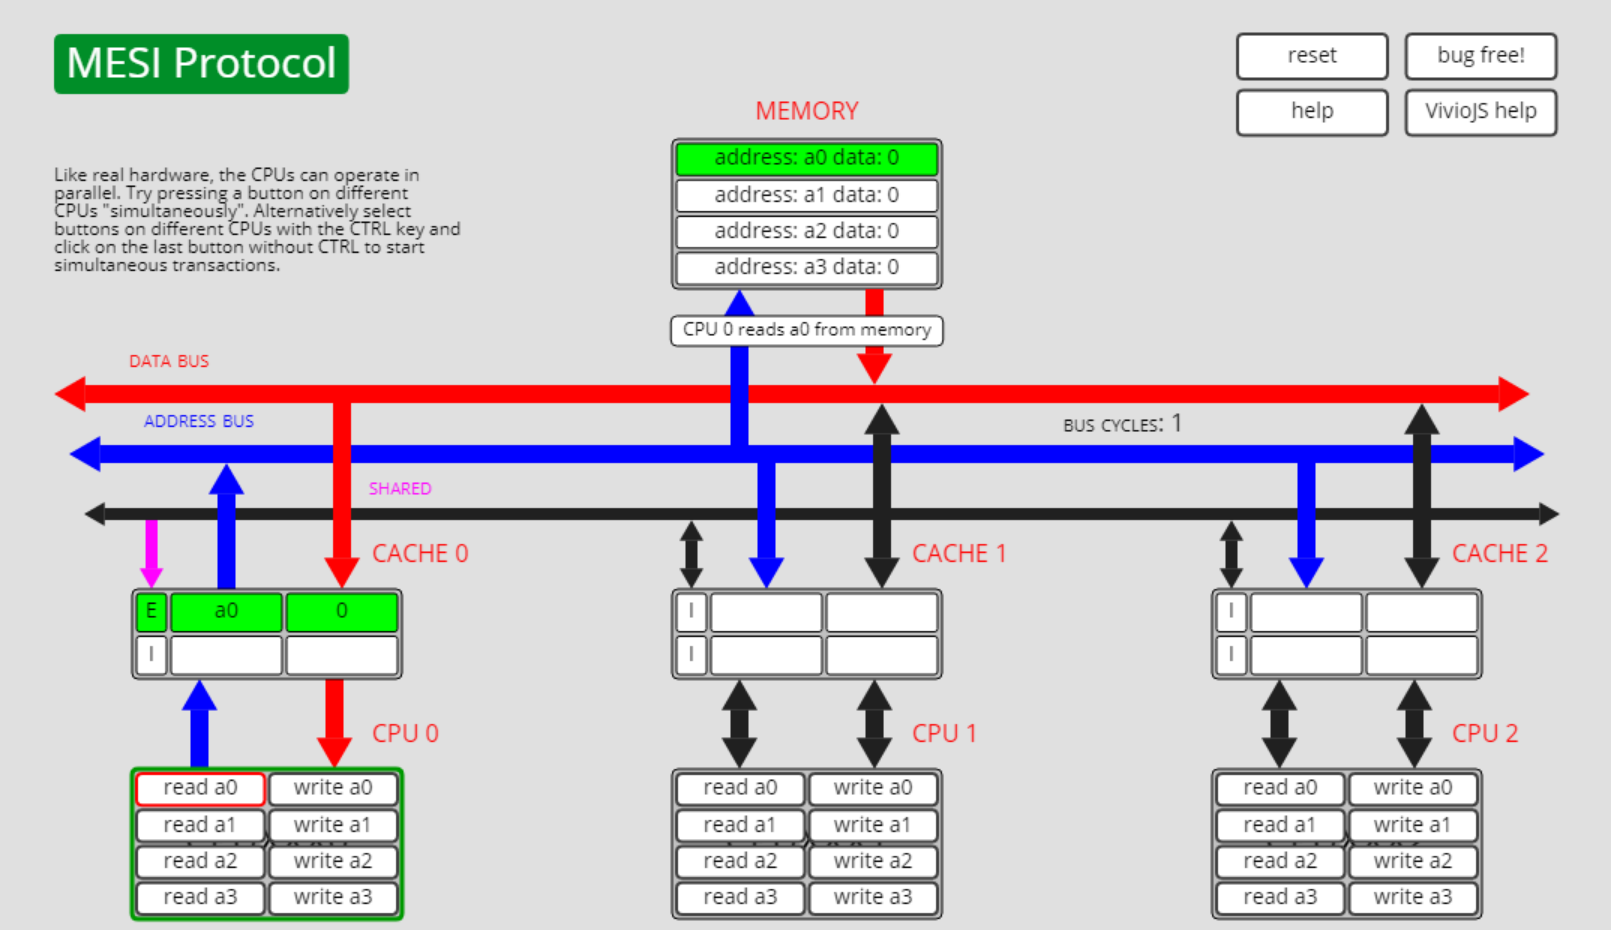 MESI Protocol
reset
bug free!
help
VivioJS help
MEMORY
address: a0 data: 0
address: a1 data: 0
address: a2 data: 0
address: a3 data: 0
Like real hardware, the CPUs can operate in
parallel. Try pressing a button on different
CPUs "simultaneously". Alternatively select
buttons on different CPUs with the CTRL key and
click on the last button without CTRL to start
simultaneous transactions.
CPU 0 reads a0 from memory
DATA BUS
ADDRESS BUS
BUS CYCLES: 1
SHARED
CACHE 0
CACHE 1
CACHE 2
E a0 0
I
I
I
I
I
CPU 0
CPU 1
CPU 2
read a0 write a0
read a1 write a1
read a2 write a2
read a3 write a3
read a0 write a0
read a1 write a1
read a2 write a2
read a3 write a3
read a0 write a0
read a1 write a1
read a2 write a2
read a3 write a3